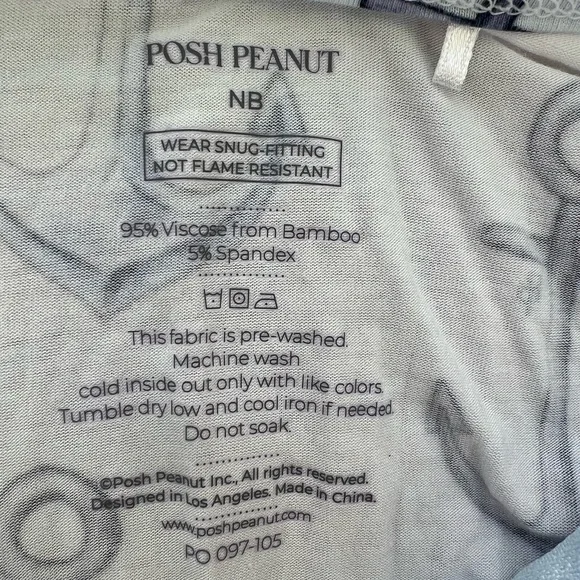 POSH PEANUT
NB
WEAR SNUG-FITTING
NOT FLAME RESISTANT
95% Viscose from Bamboo
5% Spandex
This fabric is pre-washed.
Machine wash
cold inside out only with like colors
Tumble dry low and cool iron if needed.
Do not soak.
©Posh Peanut Inc., All rights reserved.
Designed in Los Angeles. Made in China.
www.poshpeanut.com
PO 097-105